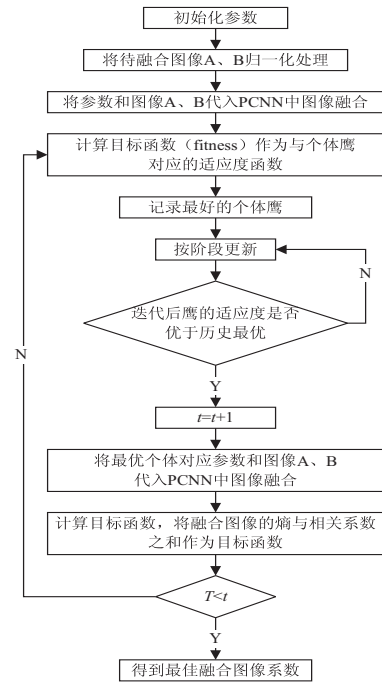 初始化参数
将待融合图像A、B归一化处理
将参数和图像A、B代入PCNN中图像融合
计算目标函数（fitness）作为与个体鹰
对应的适应度函数
记录最好的个体鹰
按阶段更新
N
迭代后鹰的适应度是否
优于历史最优
N
Y
t=t+1
将最优个体对应参数和图像A、B
代入PCNN中图像融合
计算目标函数，将融合图像的熵与相关系数
之和作为目标函数
T<t
Y
得到最佳融合图像系数